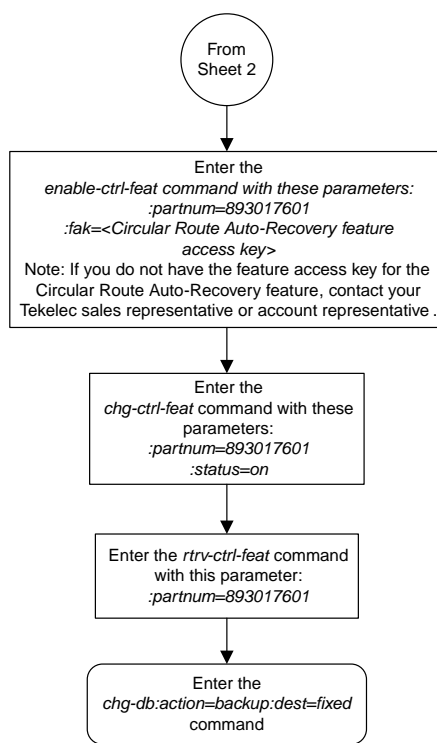 From
Sheet 2
Enter the
enable-ctrl-feat command with these parameters:
:partnum=893017601
:fak=<Circular Route Auto-Recovery feature
access key>
Note: If you do not have the feature access key for the
Circular Route Auto-Recovery feature, contact your
Tekelec sales representative or account representative .
Enter the
chg-ctrl-feat command with these
parameters:
:partnum=893017601
:status=on
Enter the rtrv-ctrl-feat command
with this parameter:
:partnum=893017601
Enter the
chg-db:action=backup:dest=fixed
command